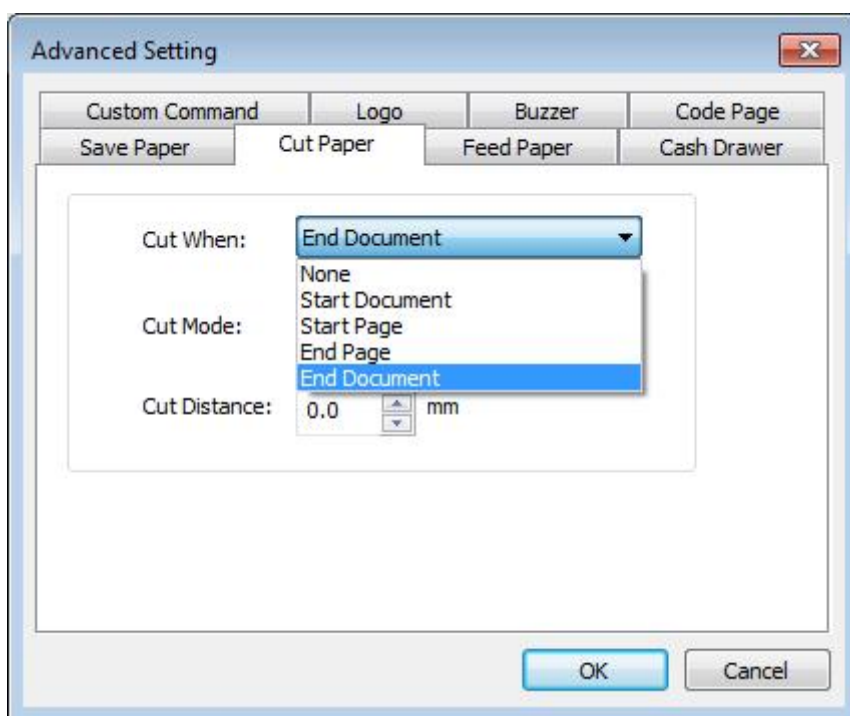 Advanced Setting
Custom Command Logo Buzzer Code Page
Save Paper Cut Paper Feed Paper Cash Drawer
Cut When: End Document
None
Start Document
Cut Mode: Start Page
End Page
End Document
Cut Distance: 0.0 mm
OK Cancel